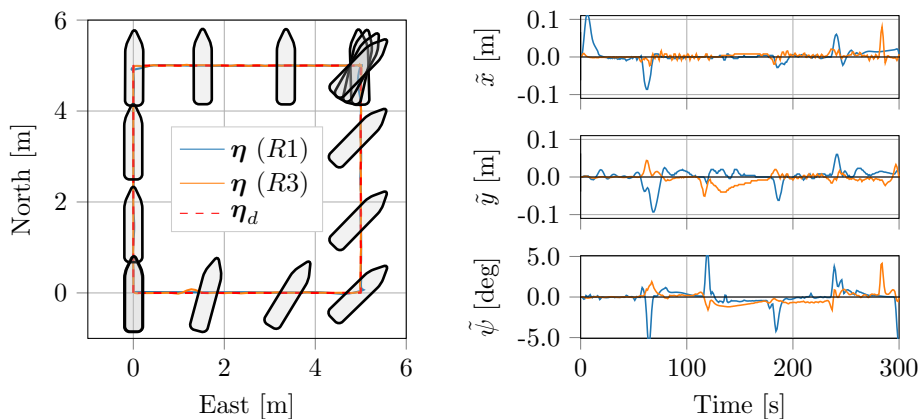 6
4
2
0
0 2 4 6
North [m]
East [m]
η (R1)
η (R3)
η_d
0.1
0.0
-0.1
x̃ [m]
0.1
0.0
-0.1
ỹ [m]
5.0
0.0
5.0
ψ̃ [deg]
0 100 200 300
Time [s]